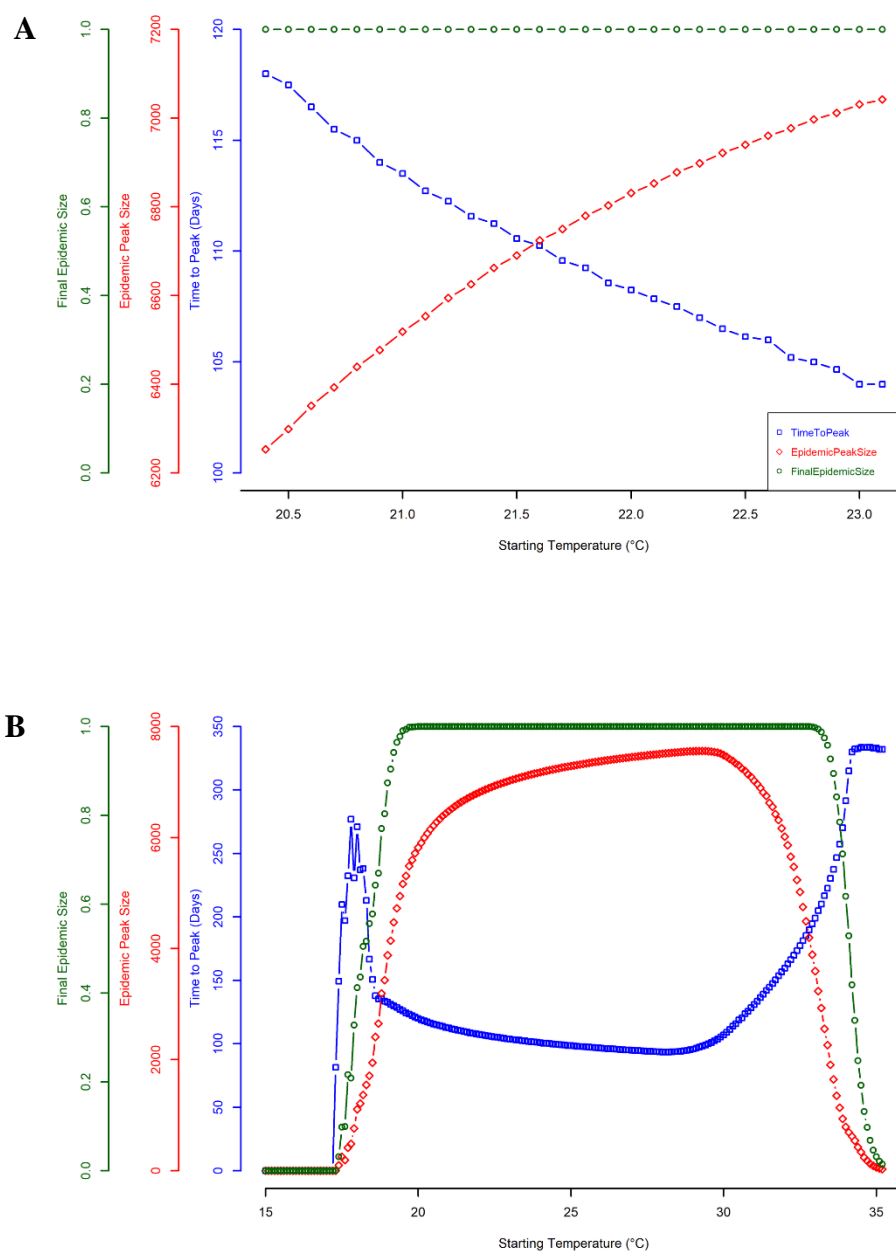 A
Final Epidemic Size
0.0 0.2 0.4 0.6 0.8 1.0
Epidemic Peak Size
6200 6400 6600 6800 7000 7200
Time to Peak (Days)
100 105 110 115 120
TimeToPeak
EpidemicPeakSize
FinalEpidemicSize
20.5 21.0 21.5 22.0 22.5 23.0
Starting Temperature (°C)
B
Final Epidemic Size
0.0 0.2 0.4 0.6 0.8 1.0
Epidemic Peak Size
0 2000 4000 6000 8000
Time to Peak (Days)
0 50 100 150 200 250 300 350
15 20 25 30 35
Starting Temperature (°C)